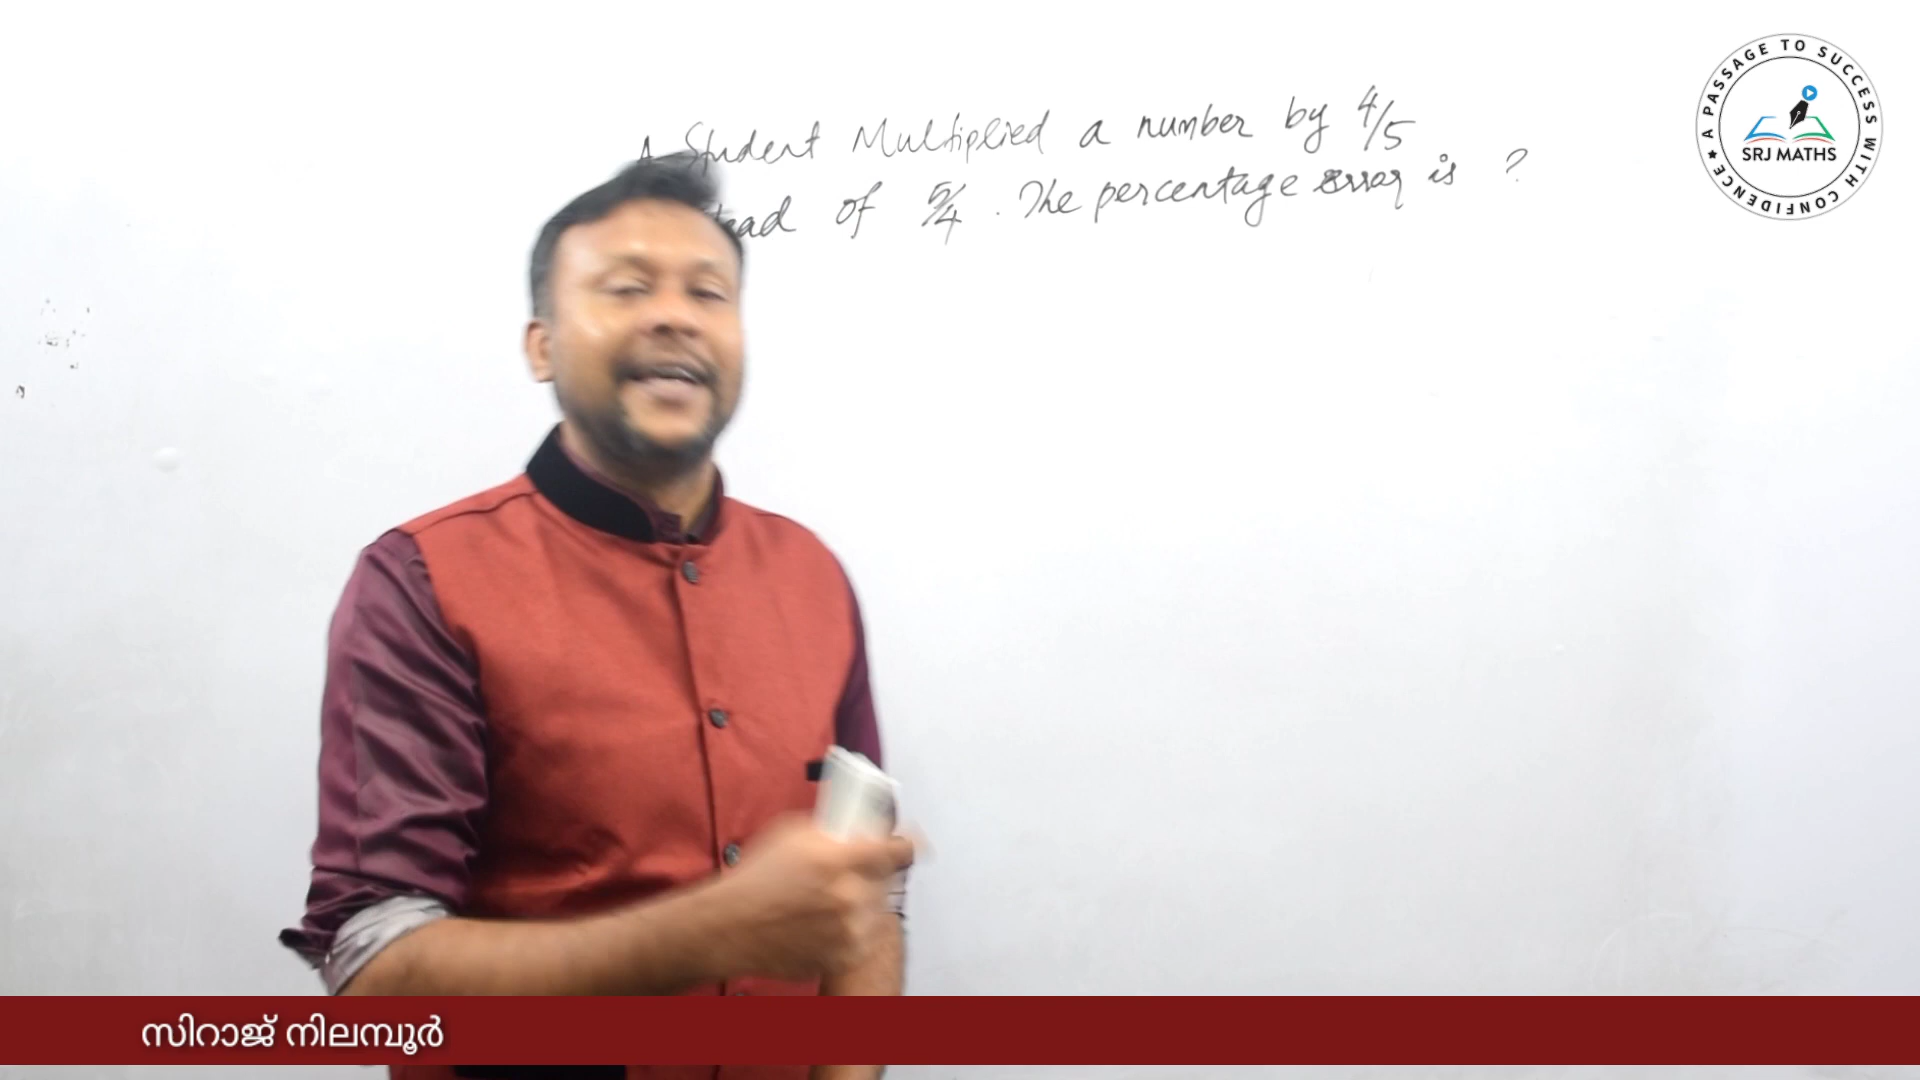 A Student Multiplied a number by 4/5
of 5/4 . The percentage error is ?
A PASSAGE TO SUCCESS WITH CONFIDENCE ★
SRJ MATHS
സിറാജ് നിലമ്പൂർ